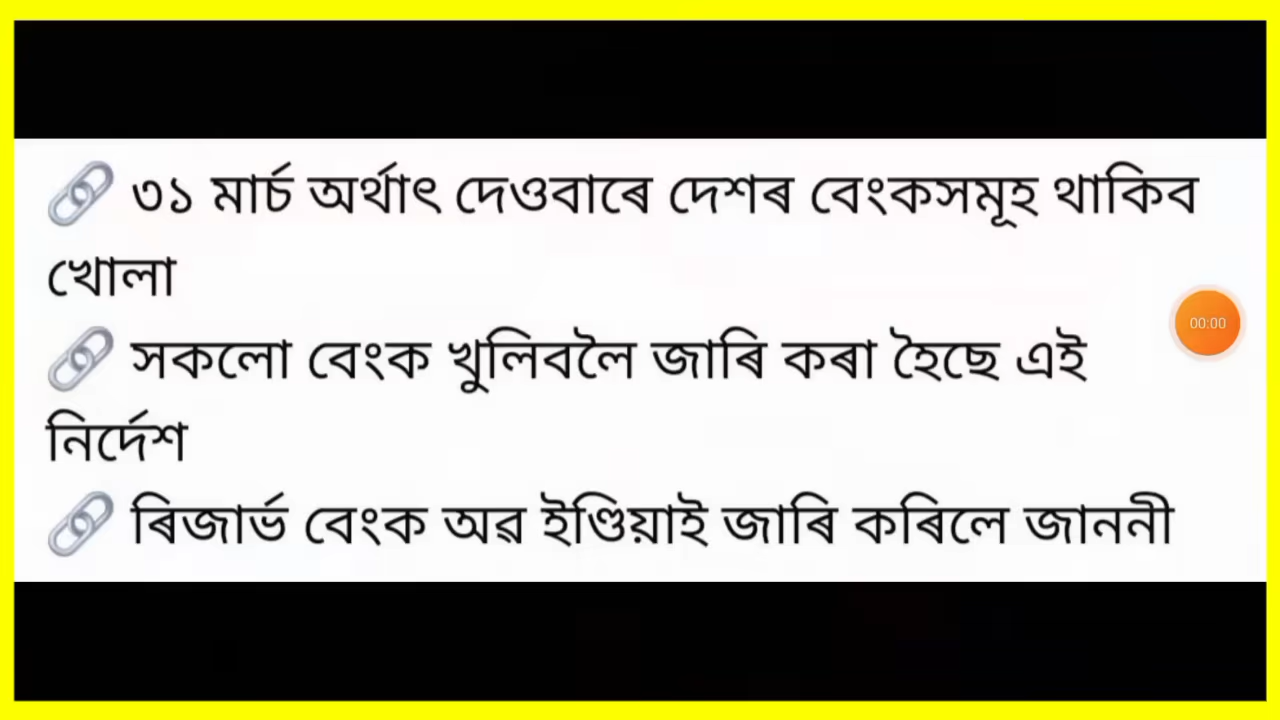 🔗 ৩১ মাৰ্চ অৰ্থাৎ দেওবাৰে দেশৰ বেংকসমূহ থাকিব
খোলা
🔗 সকলো বেংক খুলিবলৈ জাৰি কৰা হৈছে এই
নিৰ্দেশ
🔗 ৰিজাৰ্ভ বেংক অৱ ইণ্ডিয়াই জাৰি কৰিলে জাননী
00:00